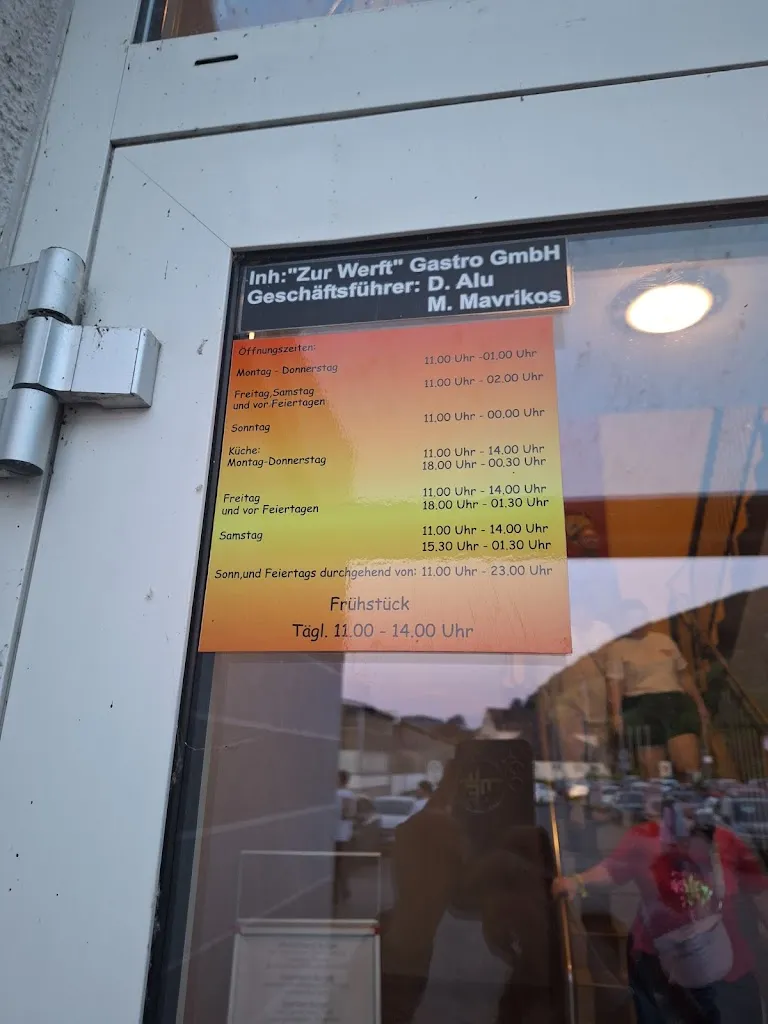 Inh:"Zur Werft" Gastro GmbH
Geschäftsführer: D. Alu
M. Mavrikos
Öffnungszeiten:
Montag - Donnerstag 11.00 Uhr -01.00 Uhr
Freitag,Samstag 11.00 Uhr - 02.00 Uhr
und vor Feiertagen
Sonntag 11.00 Uhr - 00.00 Uhr
Küche: 11.00 Uhr - 14.00 Uhr
Montag-Donnerstag 18.00 Uhr - 00.30 Uhr
Freitag 11.00 Uhr - 14.00 Uhr
und vor Feiertagen 18.00 Uhr - 01.30 Uhr
Samstag 11.00 Uhr - 14.00 Uhr
15.30 Uhr - 01.30 Uhr
Sonn,und Feiertags durchgehend von: 11.00 Uhr - 23.00 Uhr
Frühstück
Tägl. 11.00 - 14.00 Uhr